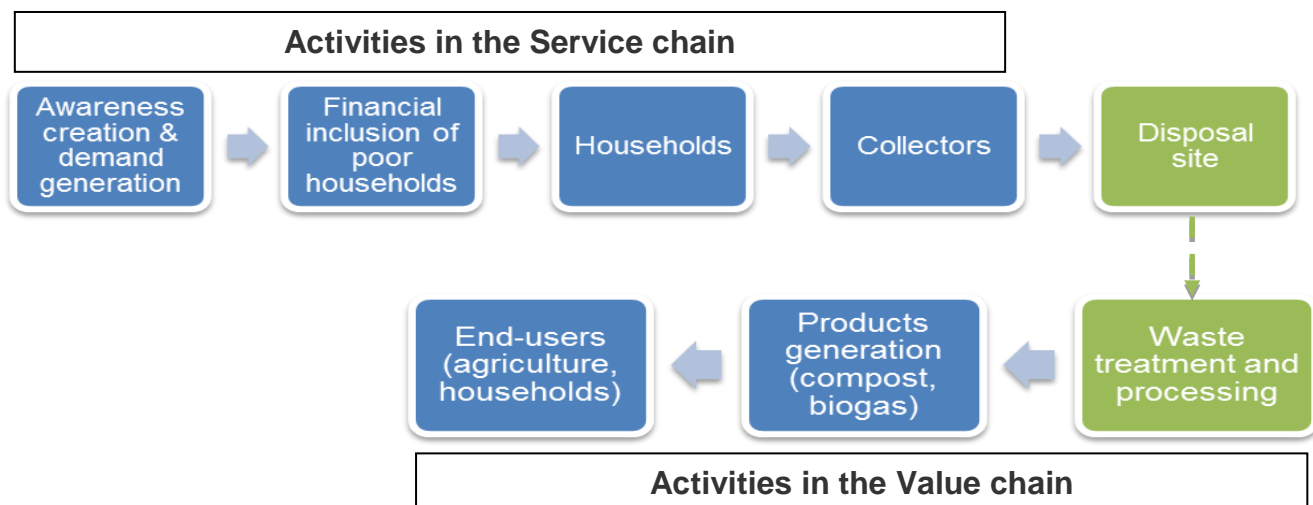 Activities in the Service chain
Awareness
creation &
demand
generation
Financial
inclusion of
poor
households
Households
Collectors
Disposal
site
End-users
(agriculture,
households)
Products
generation
(compost,
biogas)
Waste
treatment and
processing
Activities in the Value chain